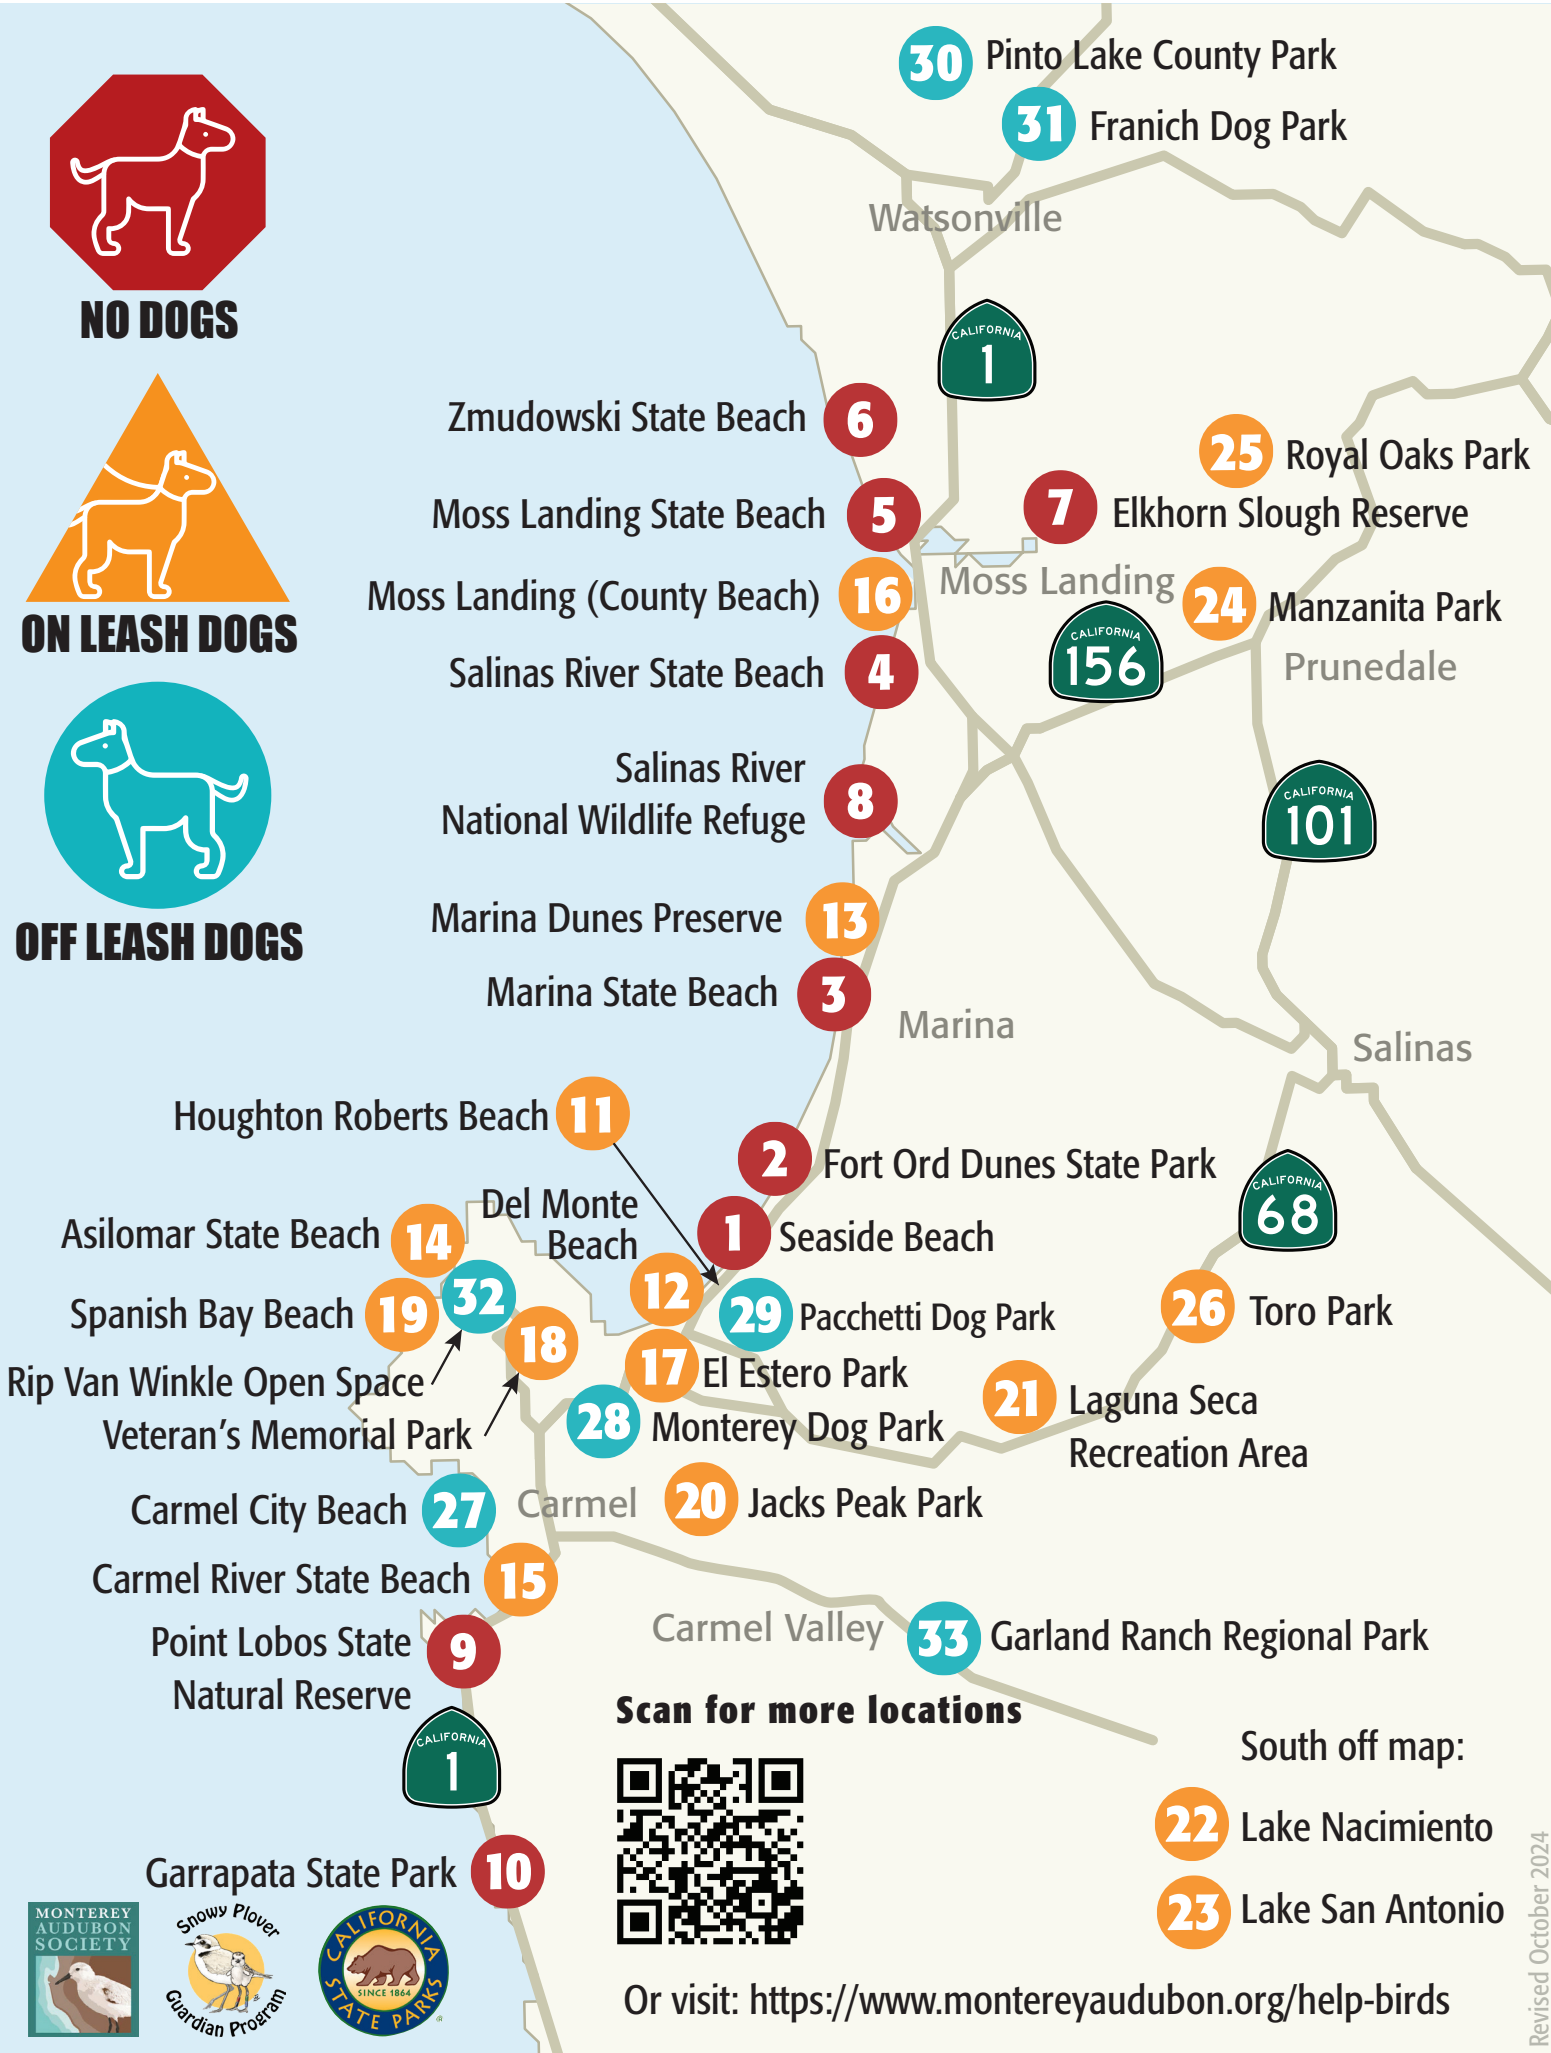 30 Pinto Lake County Park
31 Franich Dog Park
Watsonville
NO DOGS
CALIFORNIA
1
ON LEASH DOGS
OFF LEASH DOGS
Zmudowski State Beach 6
25 Royal Oaks Park
Moss Landing State Beach 5
7 Elkhorn Slough Reserve
Moss Landing
Moss Landing (County Beach) 16
24 Manzanita Park
CALIFORNIA
156
Prunedale
Salinas River State Beach 4
Salinas River
National Wildlife Refuge 8
CALIFORNIA
101
Marina Dunes Preserve 13
Marina State Beach 3
Marina
Salinas
Houghton Roberts Beach 11
2 Fort Ord Dunes State Park
CALIFORNIA
68
Del Monte
Beach
12
Asilomar State Beach 14
1 Seaside Beach
32
Spanish Bay Beach 19
18
29 Pacchetti Dog Park
26 Toro Park
Rip Van Winkle Open Space
17 El Estero Park
Veteran's Memorial Park
28 Monterey Dog Park
21 Laguna Seca
Recreation Area
Carmel City Beach 27
Carmel
20 Jacks Peak Park
Carmel River State Beach 15
Point Lobos State
Natural Reserve
9
Carmel Valley
33 Garland Ranch Regional Park
CALIFORNIA
1
Scan for more locations
South off map:
22 Lake Nacimiento
23 Lake San Antonio
Garrapata State Park 10
MONTEREY
AUDUBON
SOCIETY
Snowy Plover
Guardian Program
CALIFORNIA
SINCE 1864
STATE PARKS
Or visit: https://www.montereyaudubon.org/help-birds
Revised October 2024